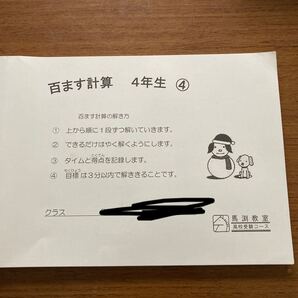 百ます計算 4年生 ④
百ます計算の解き方
① 上から順に1段ずつ解いていきます。
② できるだけはやく解くようにします。
③ タイムと得点を記録します。
④ 目標は3分以内で解ききることです。
クラス
馬渕教室
高校受験コース